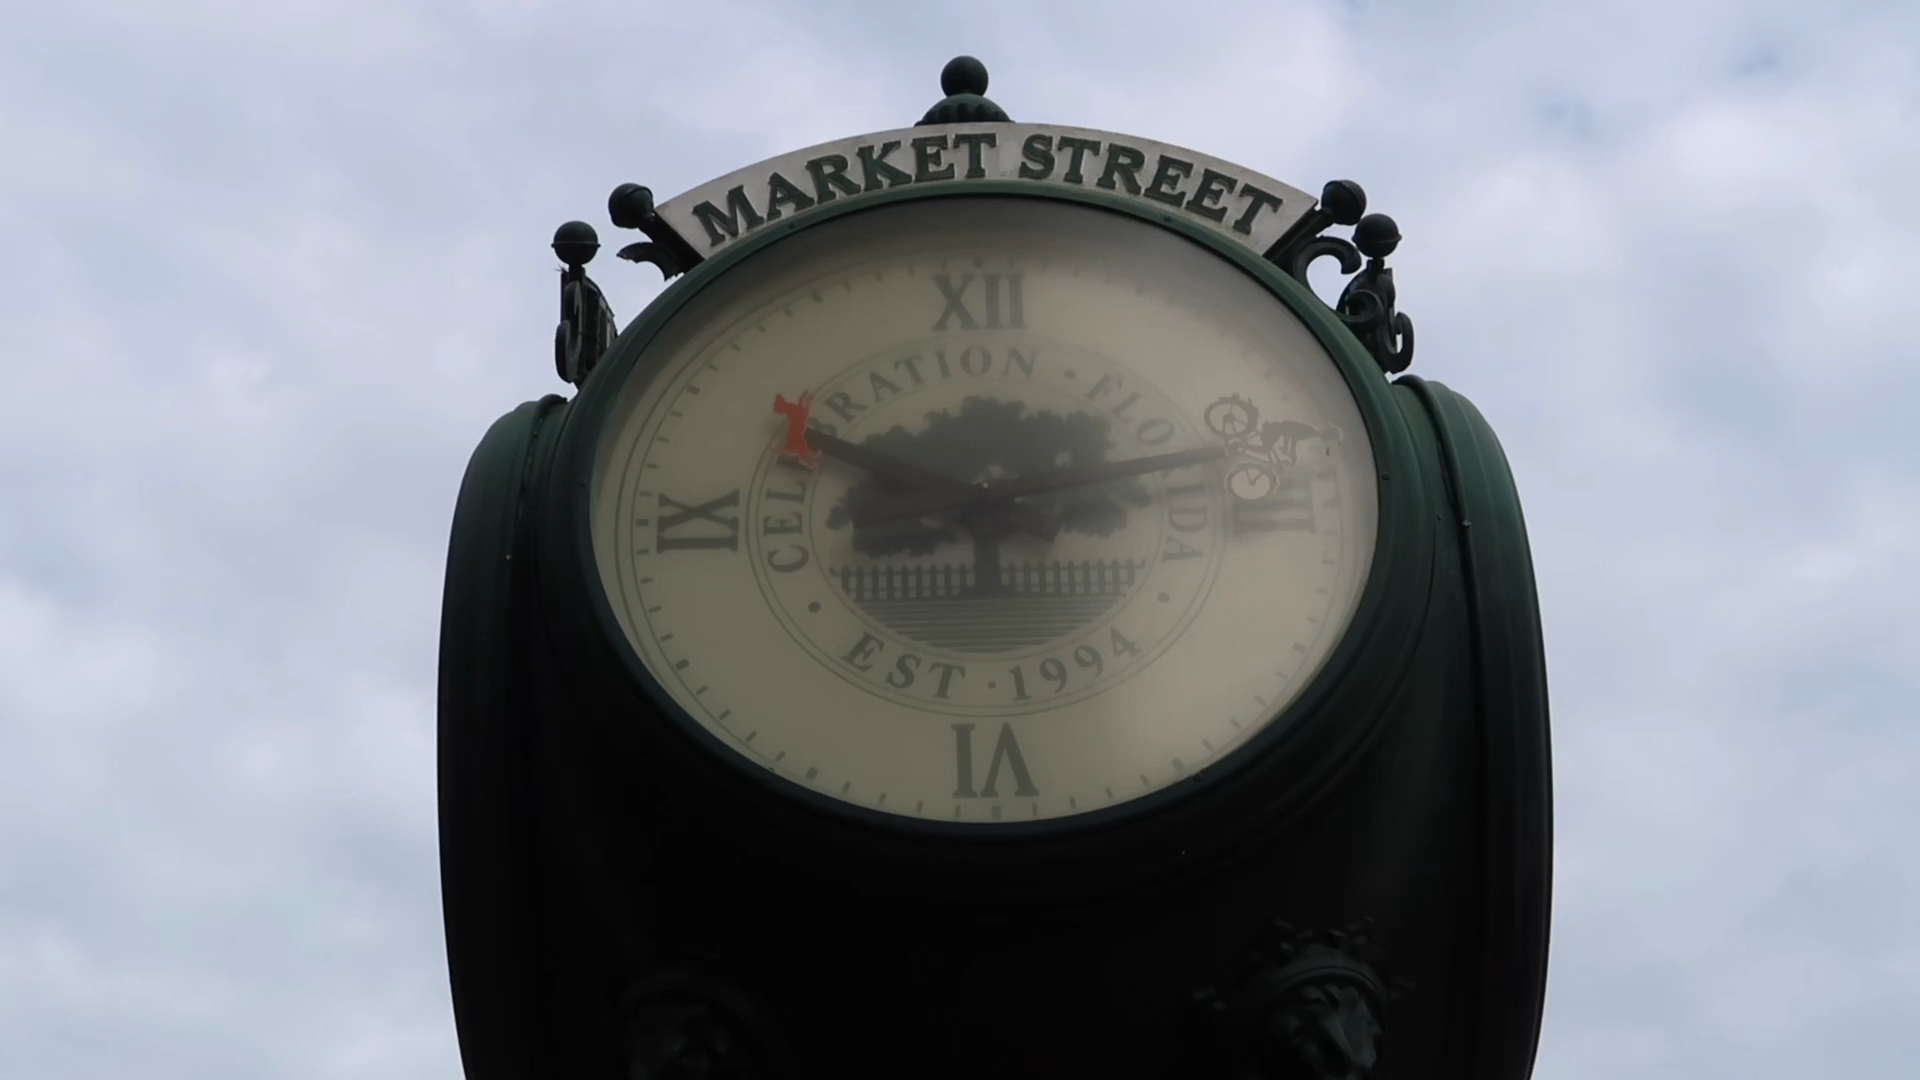 MARKET STREET
XII
CELEBRATION · FLORIDA
IX
III
· EST · 1994 ·
VI